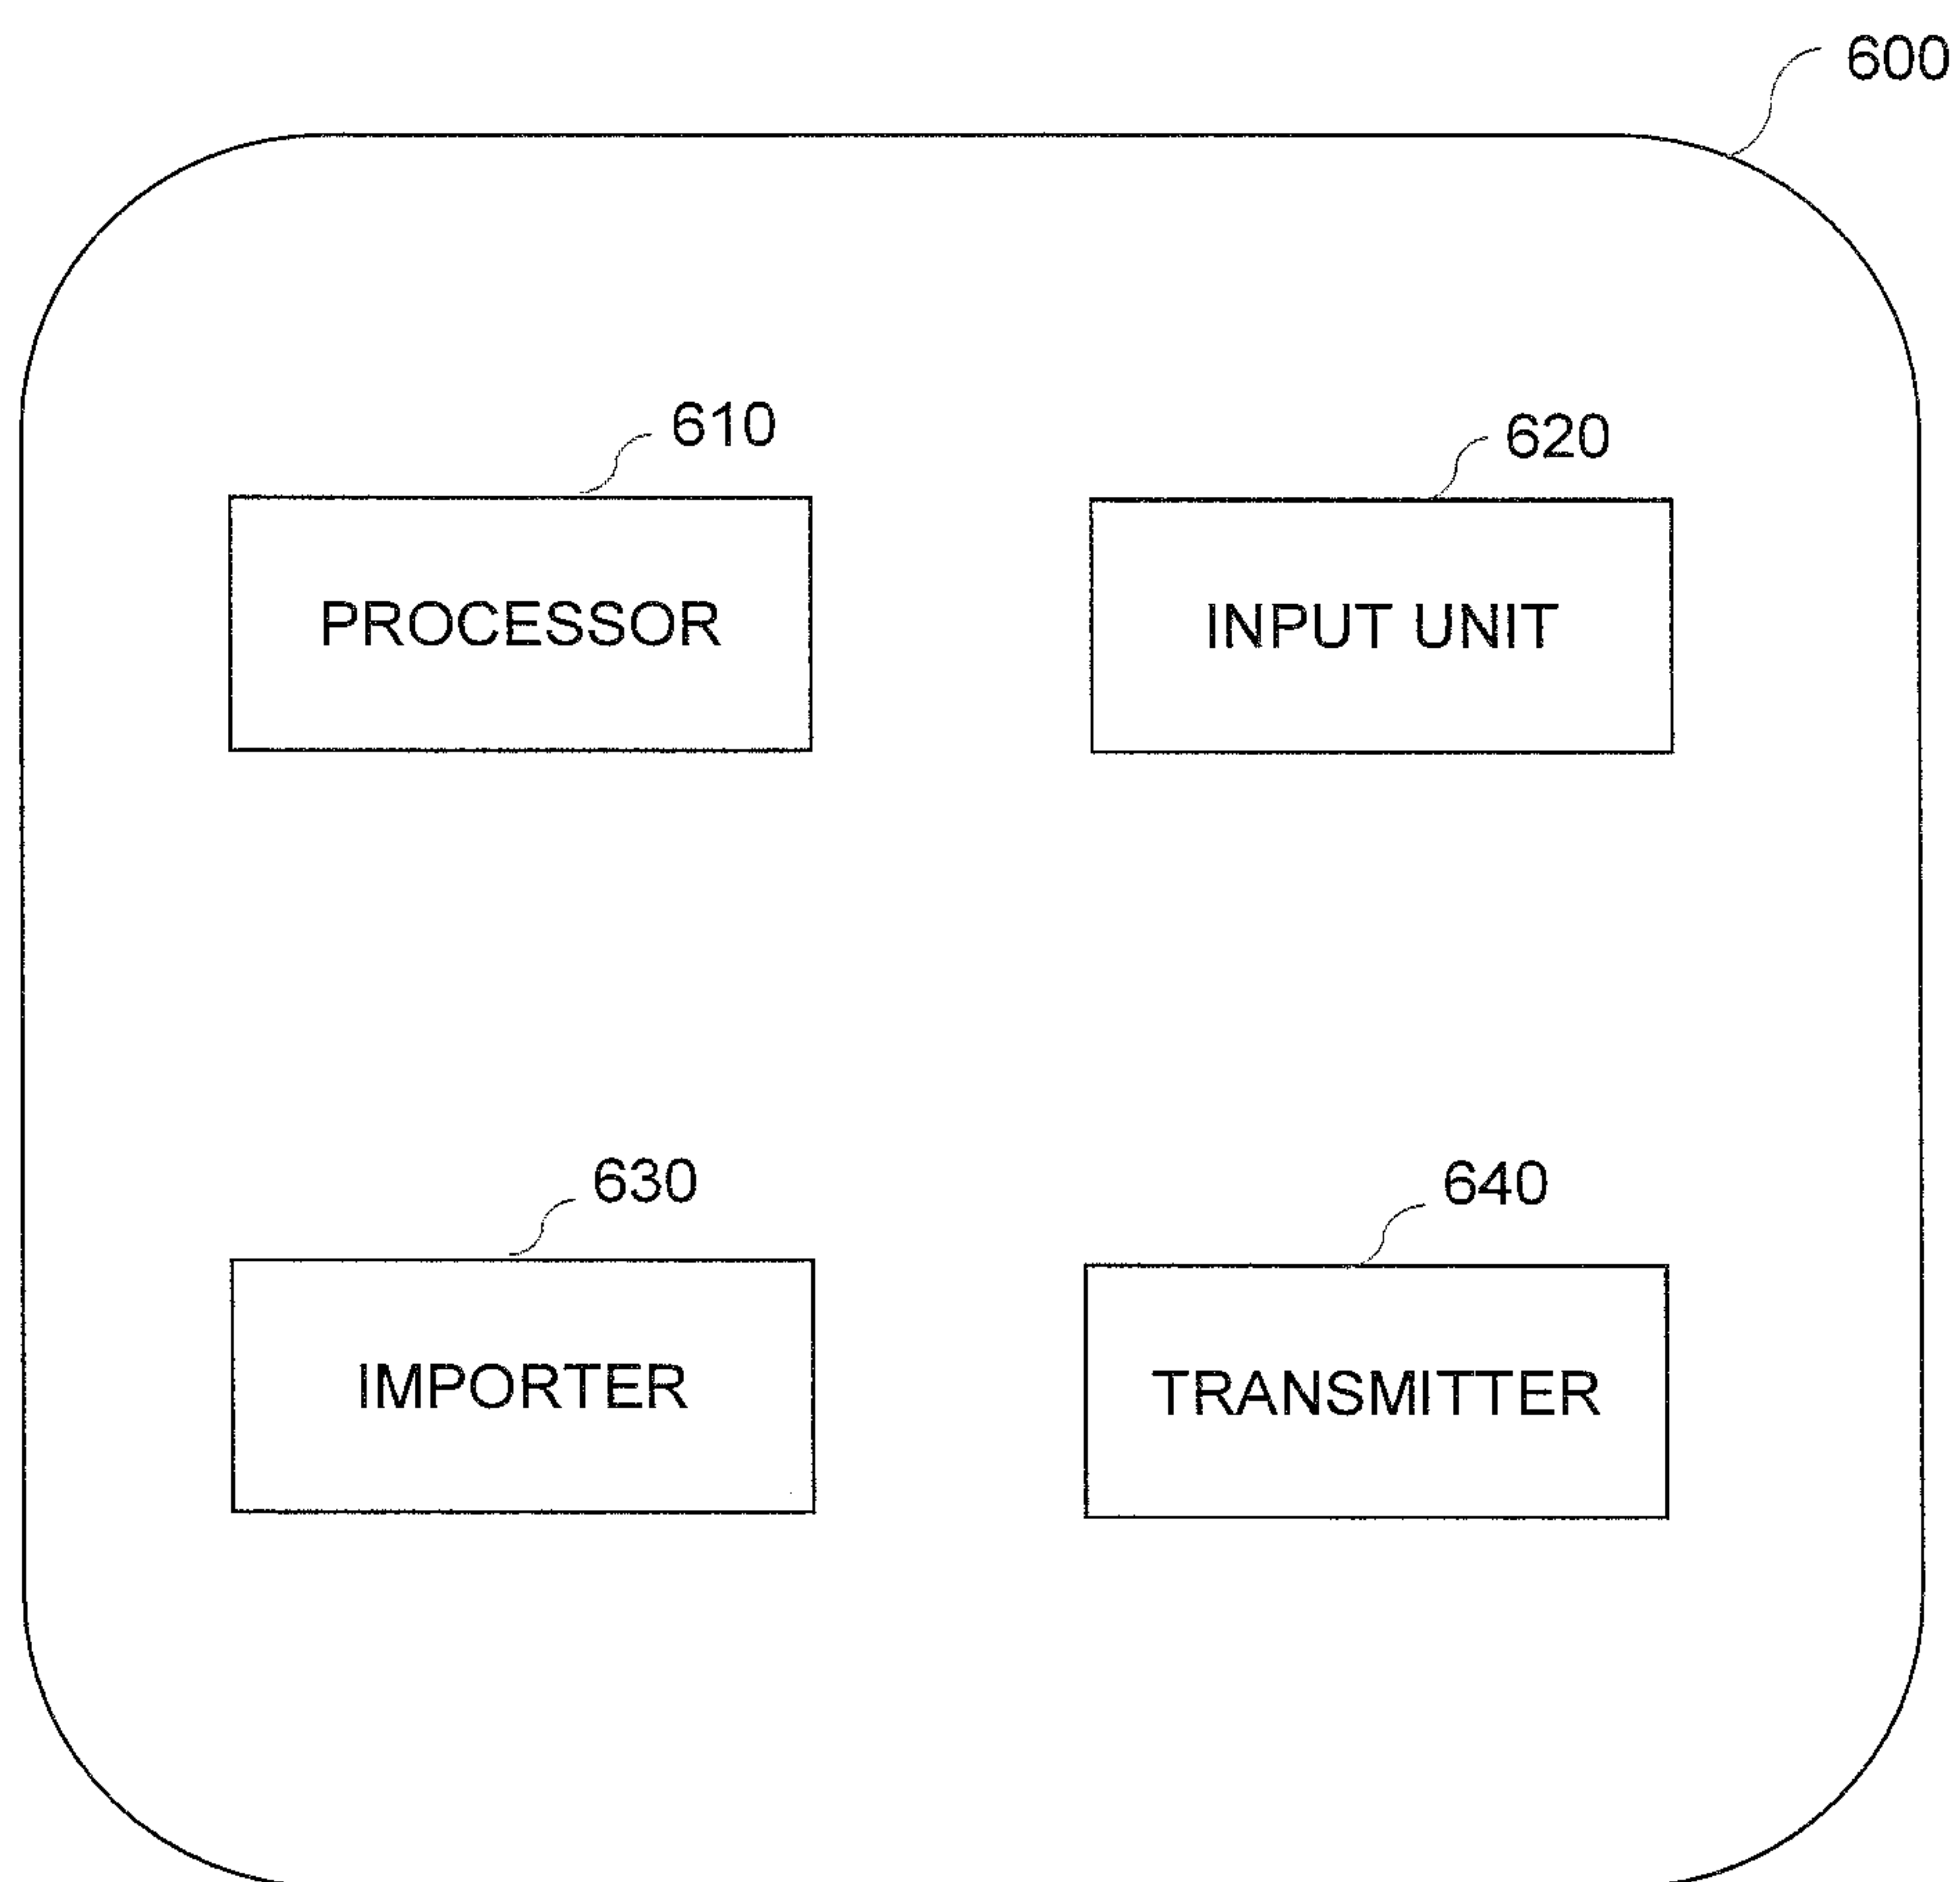 600
610
620
PROCESSOR
INPUT UNIT
630
640
IMPORTER
TRANSMITTER